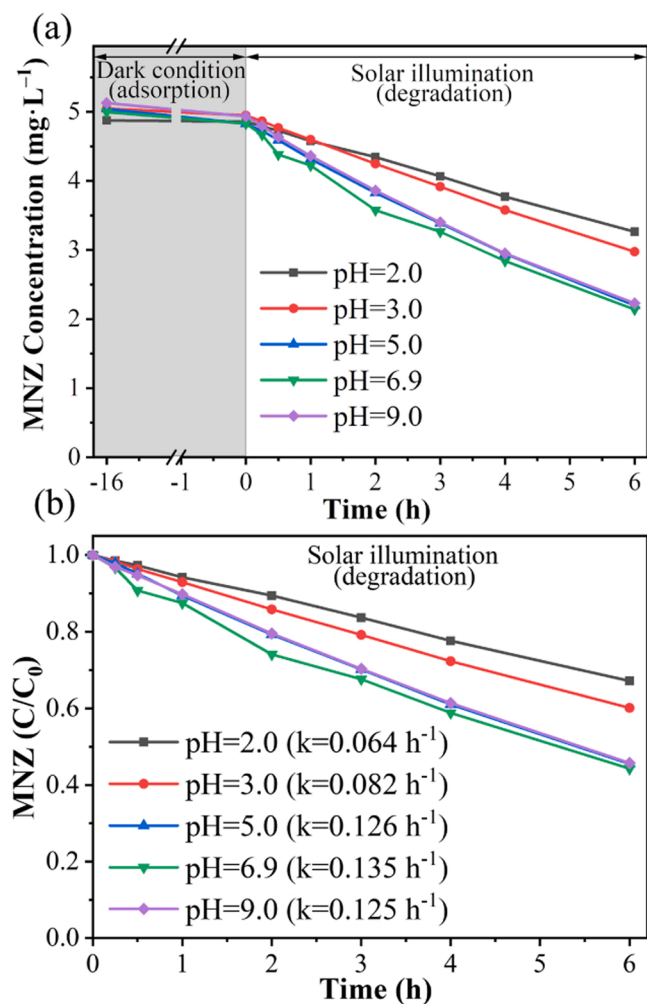 (a)
Dark condition
(adsorption)
Solar illumination
(degradation)
MNZ Concentration (mg·L⁻¹)
6
5
4
3
2
1
0
pH=2.0
pH=3.0
pH=5.0
pH=6.9
pH=9.0
-16 -1 0 1 2 3 4 5 6
Time (h)
(b)
Solar illumination
(degradation)
MNZ (C/C₀)
1.0
0.8
0.6
0.4
0.2
0.0
pH=2.0 (k=0.064 h⁻¹)
pH=3.0 (k=0.082 h⁻¹)
pH=5.0 (k=0.126 h⁻¹)
pH=6.9 (k=0.135 h⁻¹)
pH=9.0 (k=0.125 h⁻¹)
0 1 2 3 4 5 6
Time (h)